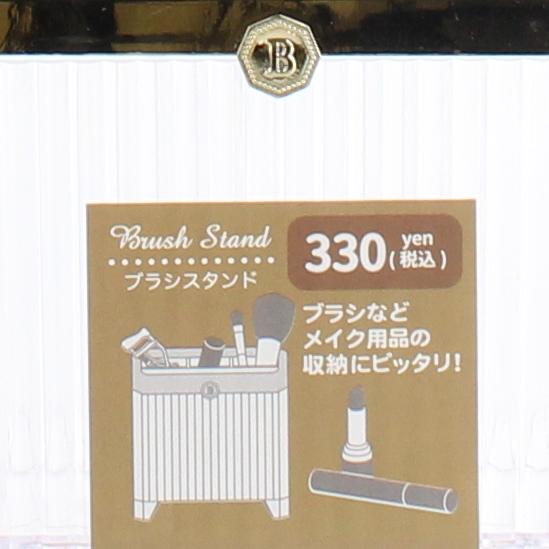 B
Brush Stand
ブラシスタンド
330 yen (税込)
ブラシなど
メイク用品の
収納にピッタリ!
B